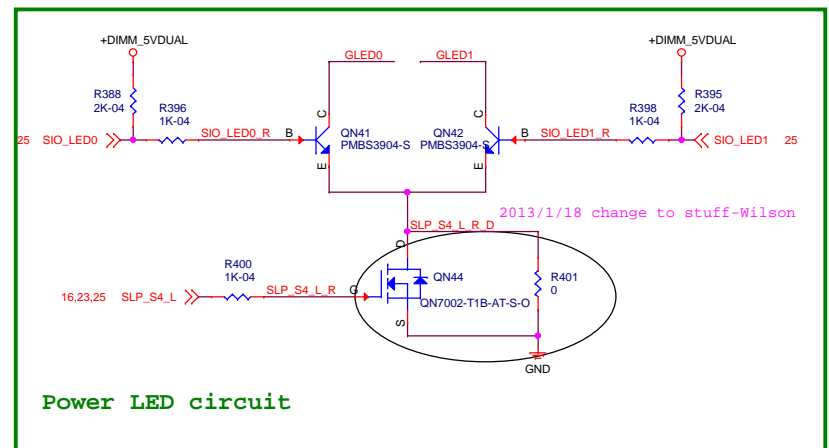 +DIMM_5VDUAL
+DIMM_5VDUAL
GLED0
GLED1
R388
2K-04
R396
1K-04
R398
1K-04
R395
2K-04
25 SIO_LED0
SIO_LED0_R
B
C
E
QN41
PMBS3904-S
QN42
PMBS3904-S
C
E
B
SIO_LED1_R
SIO_LED1 25
2013/1/18 change to stuff-Wilson
SLP_S4_L_R_D
D
R400
1K-04
16,23,25 SLP_S4_L
SLP_S4_L_R
G
QN44
QN7002-T1B-AT-S-O
S
R401
0
GND
Power LED circuit